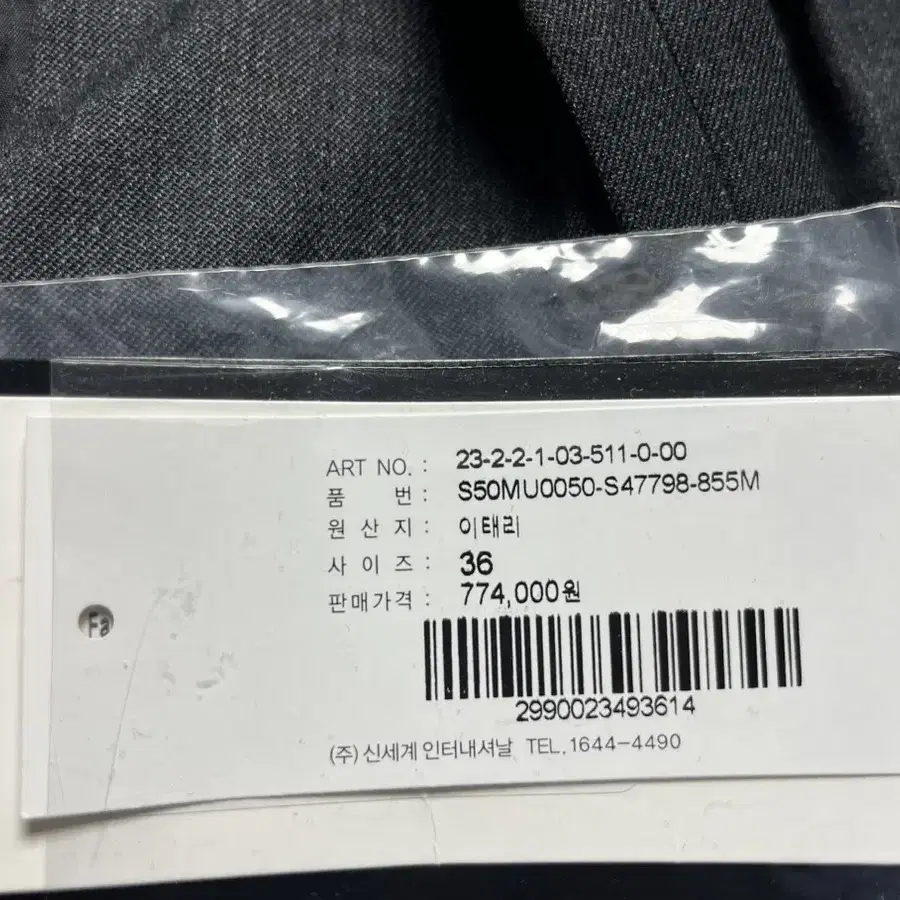 ART NO. : 23-2-2-1-03-511-0-00
품 번 : S50MU0050-S47798-855M
원 산 지 : 이태리
사 이 즈 : 36
판매가격 : 774,000원
Fa
2990023493614
(주) 신세계인터내셔날 TEL. 1644-4490